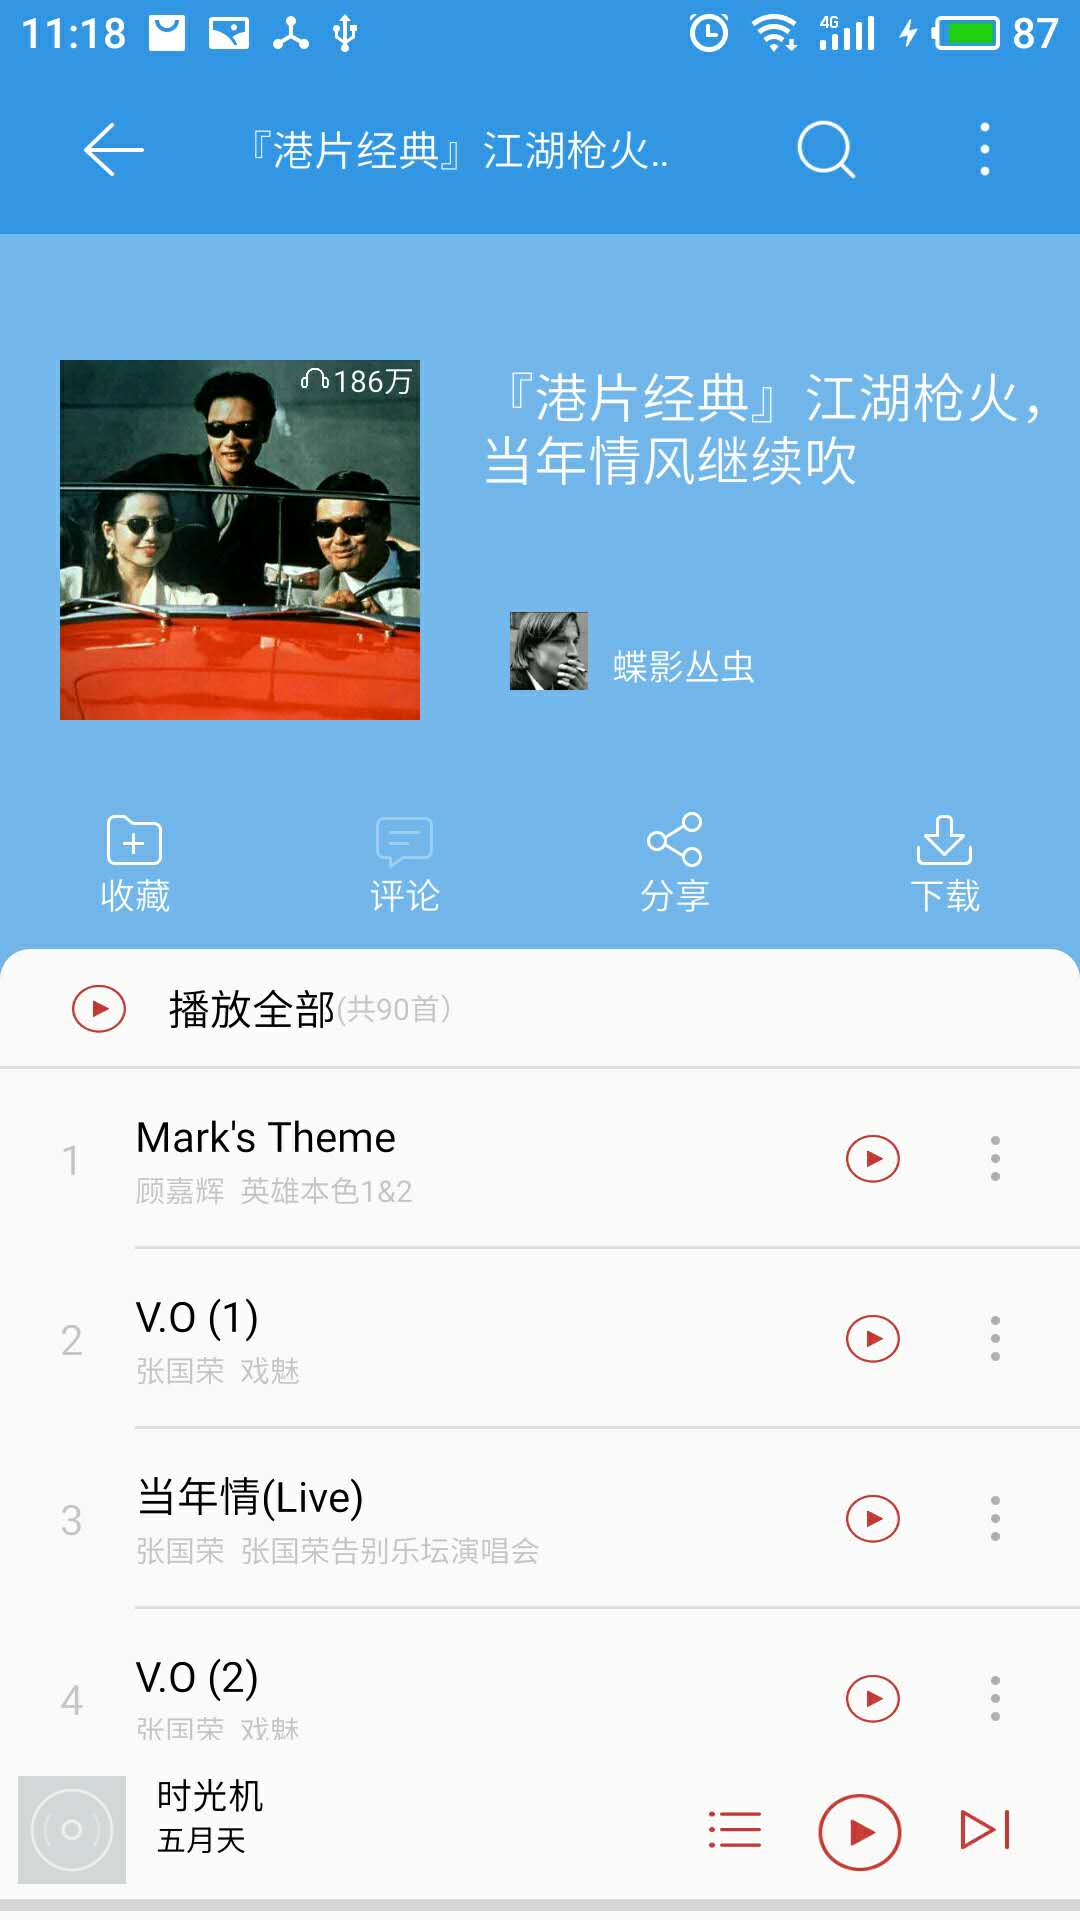 11:18
4G
87
『港片经典』江湖枪火..
186万
『港片经典』江湖枪火，
当年情风继续吹
蝶影丛虫
收藏
评论
分享
下载
播放全部(共90首）
1
Mark's Theme
顾嘉辉 英雄本色1&2
2
V.O (1)
张国荣 戏魅
3
当年情(Live)
张国荣 张国荣告别乐坛演唱会
4
V.O (2)
张国荣 戏魅
时光机
五月天